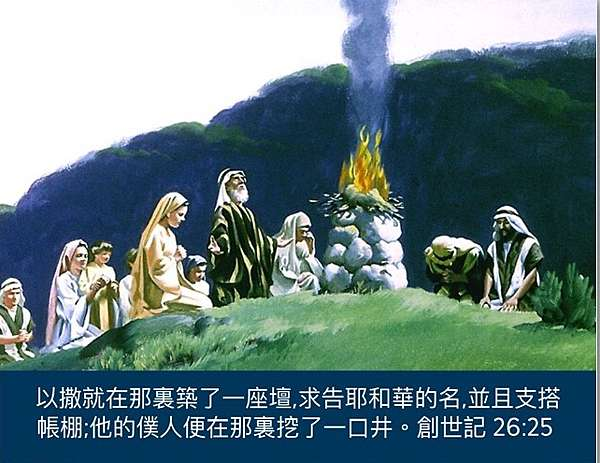 以撒就在那裏築了一座壇,求告耶和華的名,並且支搭
帳棚;他的僕人便在那裏挖了一口井。創世記 26:25